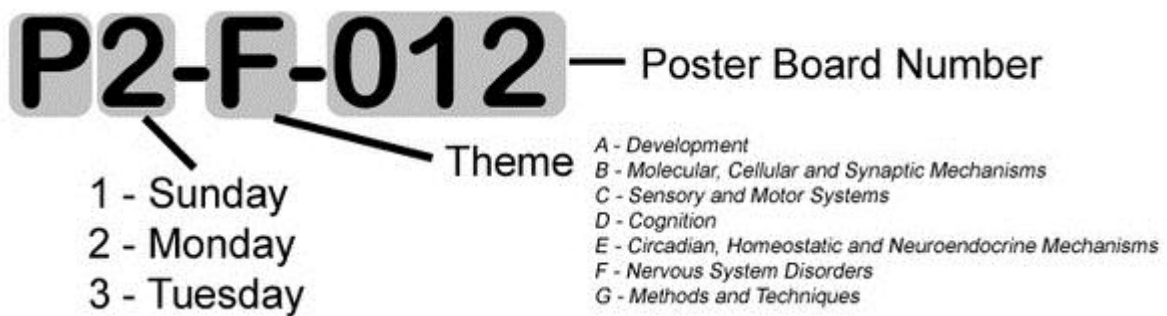 P2-F-012
Poster Board Number
Theme
1 - Sunday
2 - Monday
3 - Tuesday
A - Development
B - Molecular, Cellular and Synaptic Mechanisms
C - Sensory and Motor Systems
D - Cognition
E - Circadian, Homeostatic and Neuroendocrine Mechanisms
F - Nervous System Disorders
G - Methods and Techniques